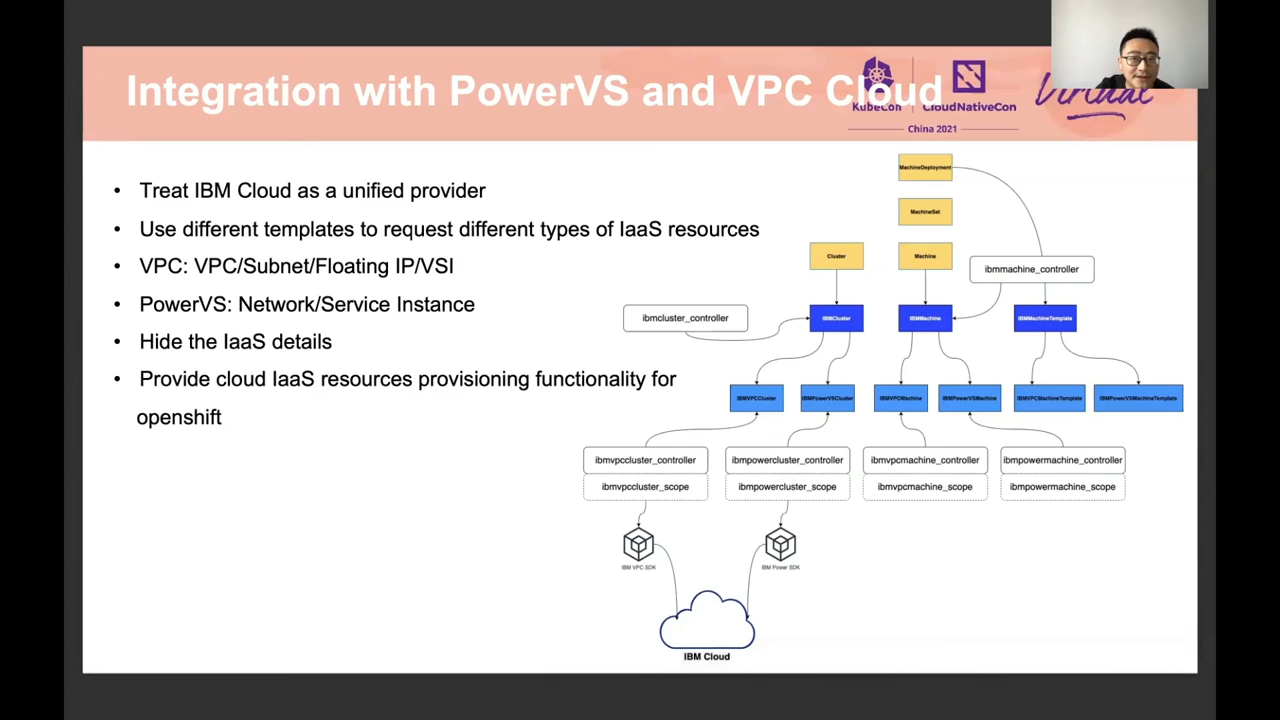 Integration with PowerVS and VPC Cloud
KubeCon
CloudNativeCon
Virtual
China 2021
• Treat IBM Cloud as a unified provider
• Use different templates to request different types of IaaS resources
• VPC: VPC/Subnet/Floating IP/VSI
• PowerVS: Network/Service Instance
• Hide the IaaS details
• Provide cloud IaaS resources provisioning functionality for
openshift
MachineDeployment
MachineSet
Cluster
Machine
ibmmachine_controller
ibmcluster_controller
IBMCluster
IBMMachine
IBMMachineTemplate
IBMVPCCluster
IBMPowerVSCluster
IBMVPCMachine
IBMPowerVSMachine
IBMVPCMachineTemplate
IBMPowerVSMachineTemplate
ibmvpccluster_controller
ibmpowercluster_controller
ibmvpcmachine_controller
ibmpowermachine_controller
ibmvpccluster_scope
ibmpowercluster_scope
ibmvpcmachine_scope
ibmpowermachine_scope
IBM VPC SDK
IBM Power SDK
IBM Cloud